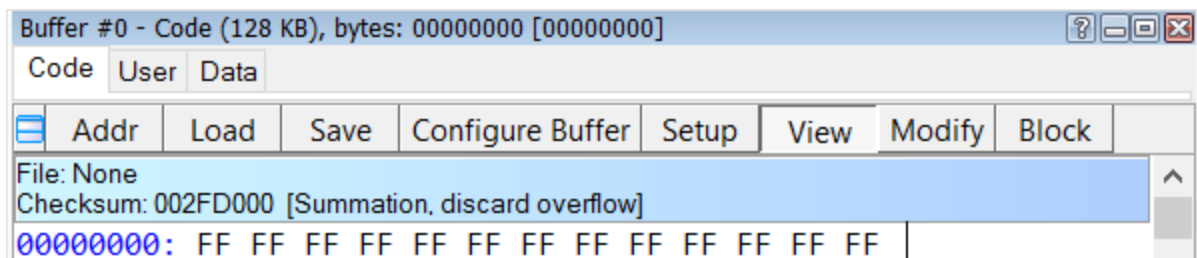 Buffer #0 - Code (128 KB), bytes: 00000000 [00000000]
Code User Data
Addr Load Save Configure Buffer Setup View Modify Block
File: None
Checksum: 002FD000 [Summation, discard overflow]
00000000: FF FF FF FF FF FF FF FF FF FF FF FF FF